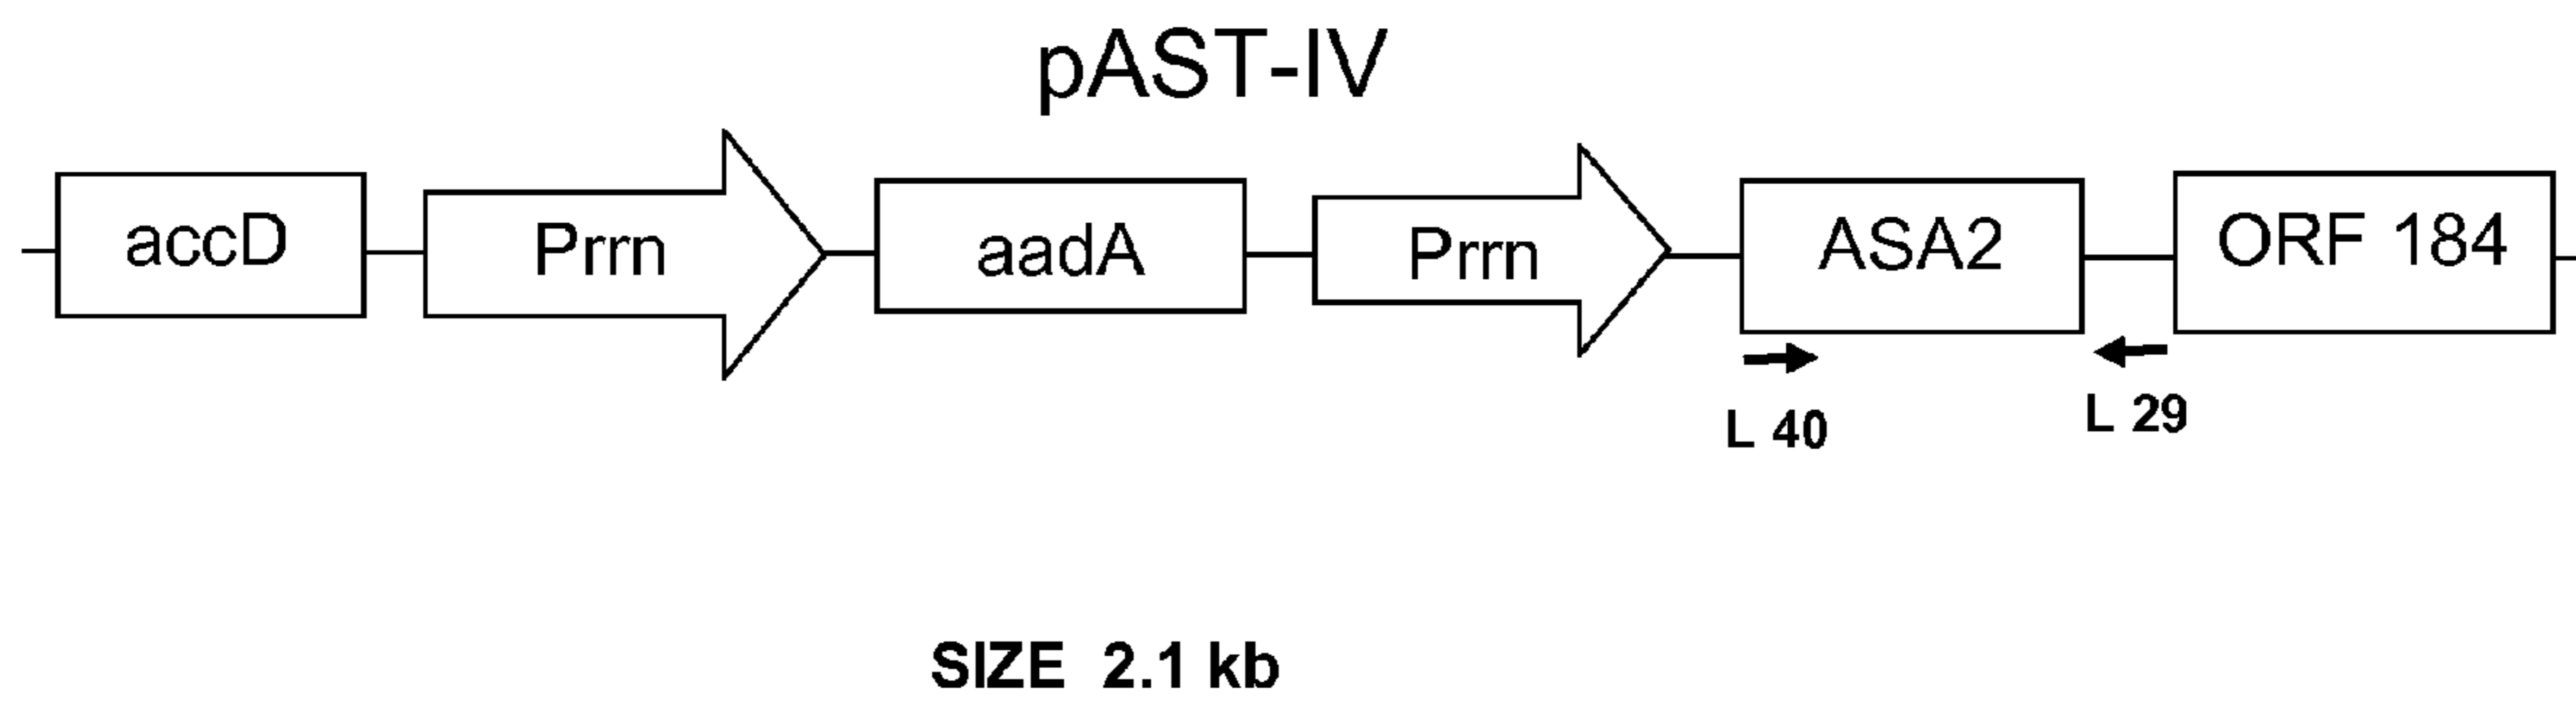 pAST-IV
accD Prrn aadA Prrn ASA2 ORF 184
L 40 L 29
SIZE 2.1 kb